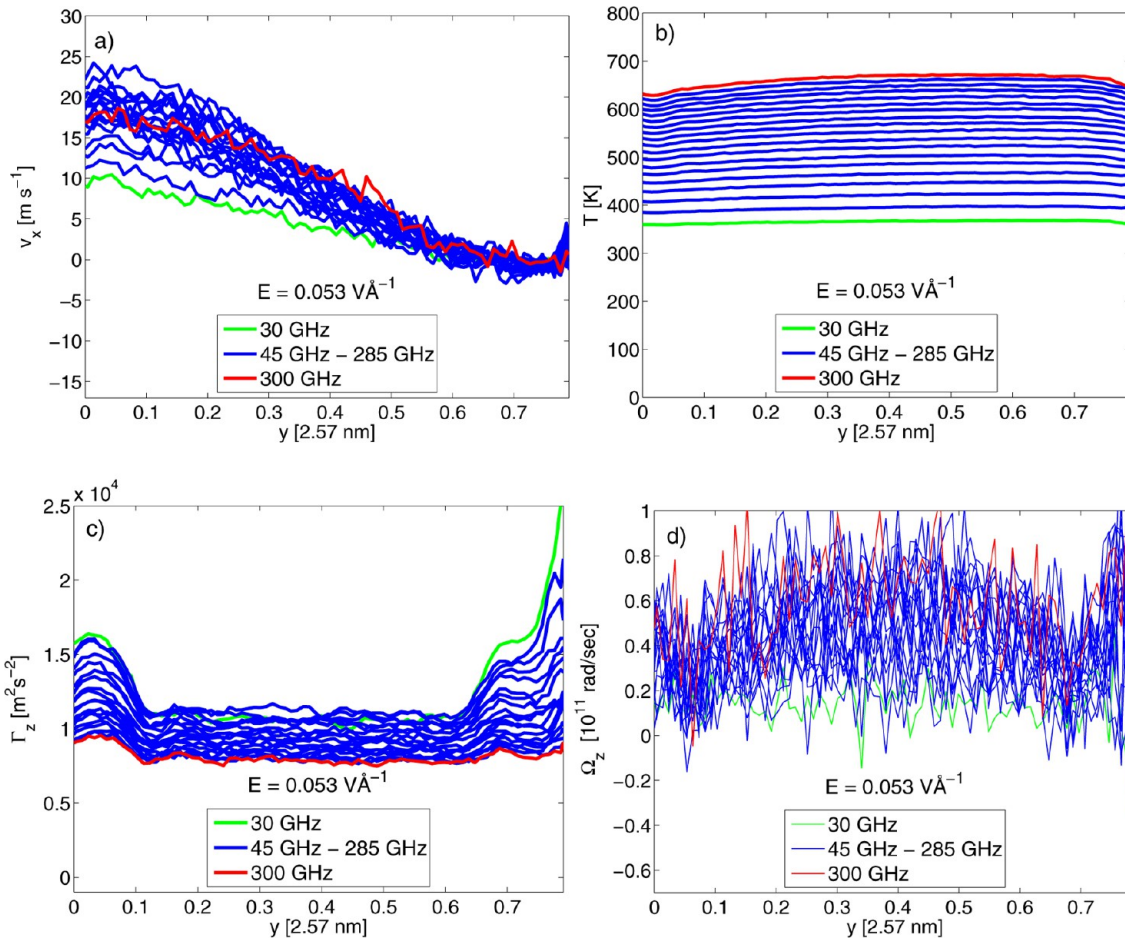 a)
30
25
20
15
10
5
0
−5
−10
−15
v_x [m s⁻¹]
E = 0.053 VÅ⁻¹
30 GHz
45 GHz − 285 GHz
300 GHz
0 0.1 0.2 0.3 0.4 0.5 0.6 0.7
y [2.57 nm]
b)
800
700
600
500
400
300
200
100
0
T [K]
E = 0.053 VÅ⁻¹
30 GHz
45 GHz − 285 GHz
300 GHz
0 0.1 0.2 0.3 0.4 0.5 0.6 0.7
y [2.57 nm]
x 10⁴
c)
2.5
2
1.5
1
0.5
0
Γ_z [m²s⁻²]
E = 0.053 VÅ⁻¹
30 GHz
45 GHz − 285 GHz
300 GHz
0 0.1 0.2 0.3 0.4 0.5 0.6 0.7
y [2.57 nm]
d)
1
0.8
0.6
0.4
0.2
0
−0.2
−0.4
−0.6
Ω_z [10¹¹ rad/sec]
E = 0.053 VÅ⁻¹
30 GHz
45 GHz − 285 GHz
300 GHz
0 0.1 0.2 0.3 0.4 0.5 0.6 0.7
y [2.57 nm]